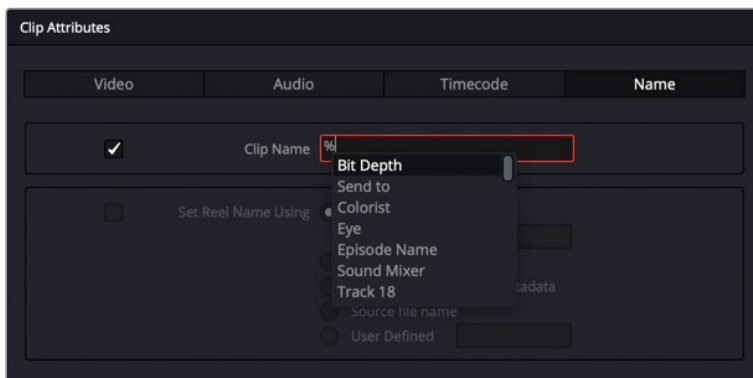 Clip Attributes
Video Audio Timecode Name
Clip Name %
Bit Depth
Send to
Set Reel Name Using
Colorist
Eye
Episode Name
Sound Mixer
Track 18
Source file name
User Defined